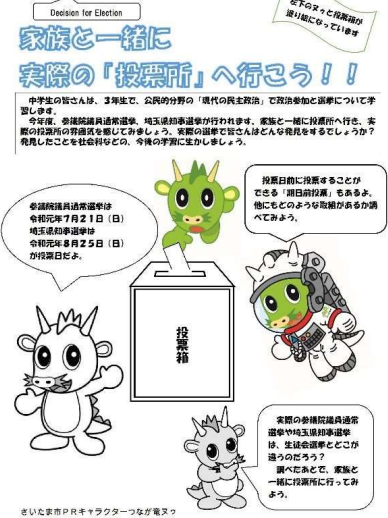 Decision for Election
左下のヌゥと投票箱が
塗り絵になっています
家族と一緒に
実際の「投票所」へ行こう！！
中学生の皆さんは、３年生で、公民的分野の「現代の民主政治」で政治参加と選挙について学
習します。
今年度、参議院議員通常選挙、埼玉県知事選挙が行われます。家族と一緒に投票所へ行き、実
際の投票所の雰囲気を感じてみましょう。実際の選挙で皆さんはどんな発見をするでしょうか？
発見したことを社会科などの、今後の学習に生かしましょう。
参議院議員通常選挙は
令和元年７月２１日（日）
埼玉県知事選挙は
令和元年８月２５日（日）
が投票日だよ。
投票日前に投票することが
できる「期日前投票」もあるよ。
他にもどのような取組があるか調
べてみよう。
投票箱
実際の参議院議員通常
選挙や埼玉県知事選挙
は、生徒会選挙とどこが
違うのだろう？
調べたあとで、家族と
一緒に投票所に行ってみ
よう。
さいたま市ＰＲキャラクターつなが竜ヌゥ